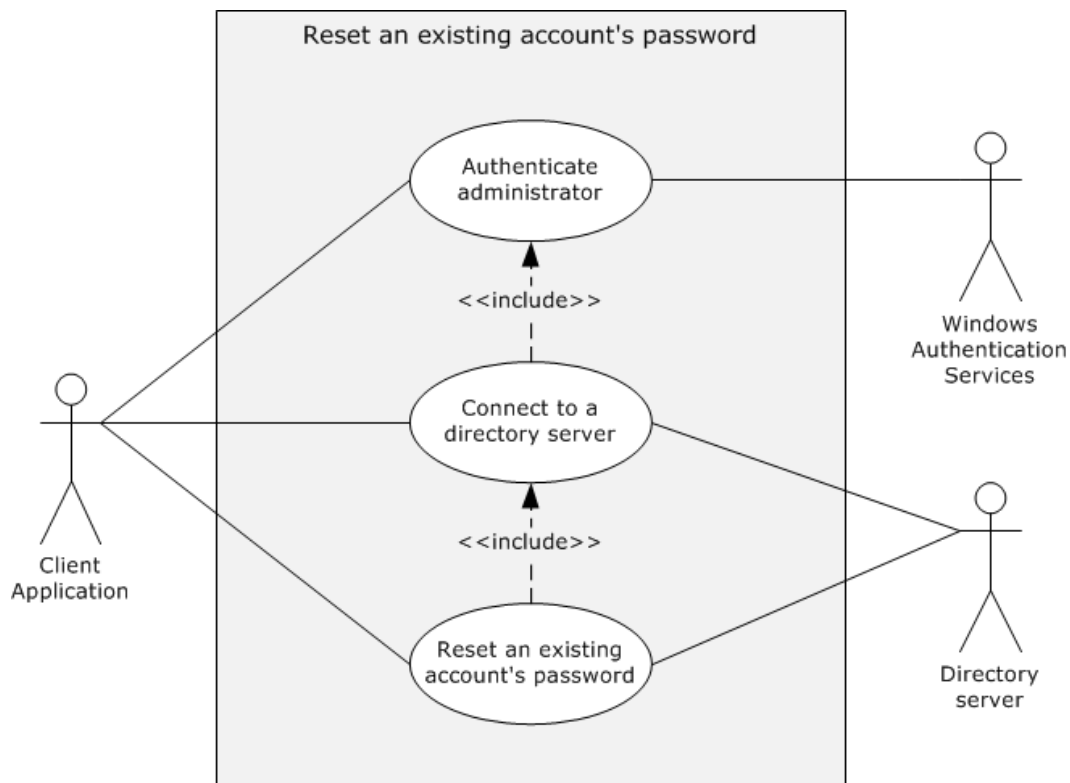 Reset an existing account's password
Authenticate
administrator
<<include>>
Windows
Authentication
Services
Connect to a
directory server
<<include>>
Client
Application
Reset an existing
account's password
Directory
server